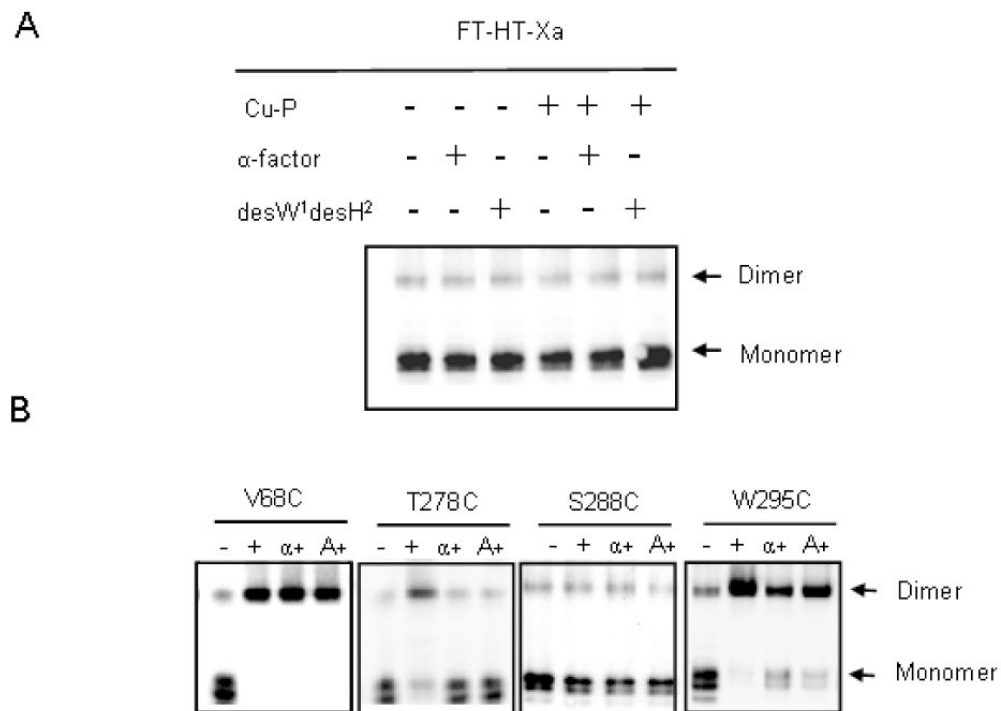 A
FT-HT-Xa
Cu-P - - - + + +
α-factor - + - - + -
desW¹desH² - - + - - +
Dimer
Monomer
B
V68C T278C S288C W295C
- + α+ A+ - + α+ A+ - + α+ A+ - + α+ A+
Dimer
Monomer